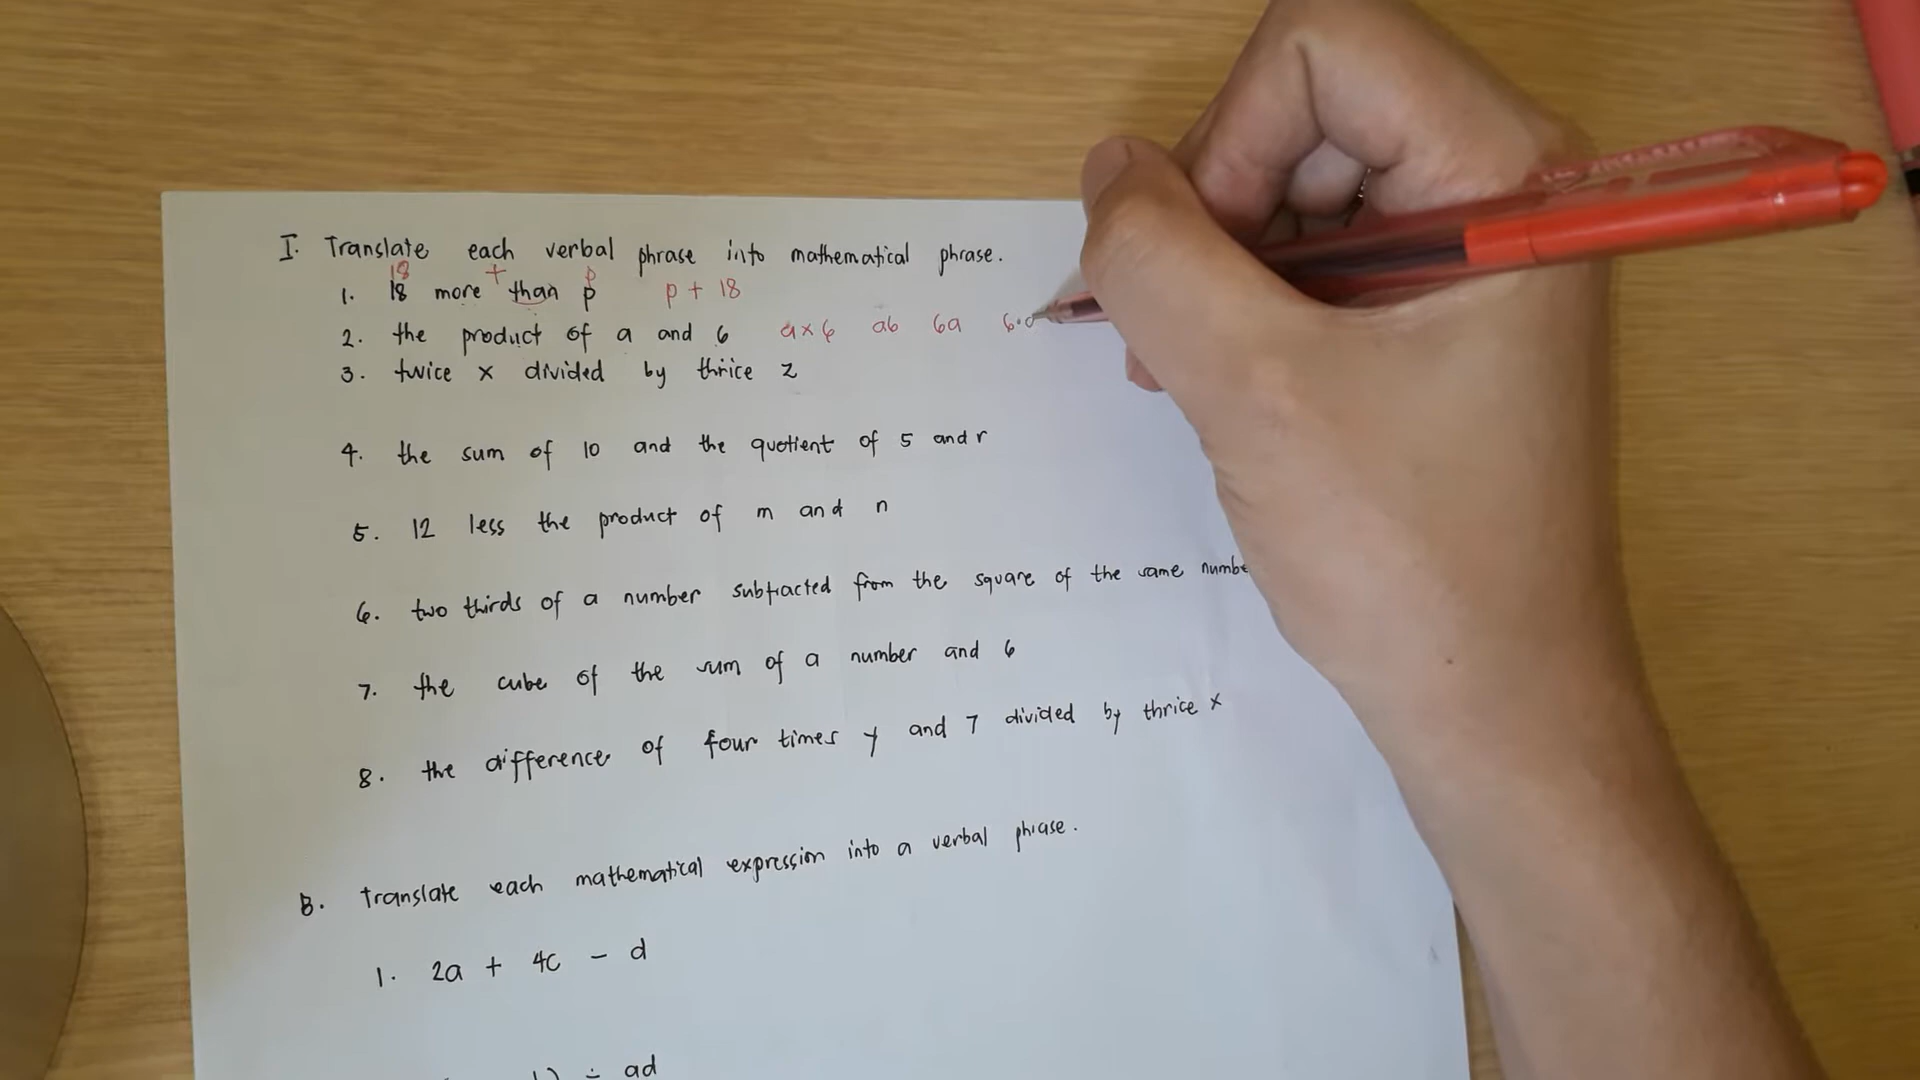 I. Translate each verbal phrase into mathematical phrase.
18 + p
1. 18 more than p p + 18
2. the product of a and 6 a × 6 a6 6a 6·a
3. twice x divided by thrice z
4. the sum of 10 and the quotient of 5 and r
5. 12 less the product of m and n
6. two thirds of a number subtracted from the square of the same numbe
7. the cube of the sum of a number and 6
8. the difference of four times y and 7 divided by thrice x
B. Translate each mathematical expression into a verbal phrase.
1. 2a + 4c - d
÷ ad